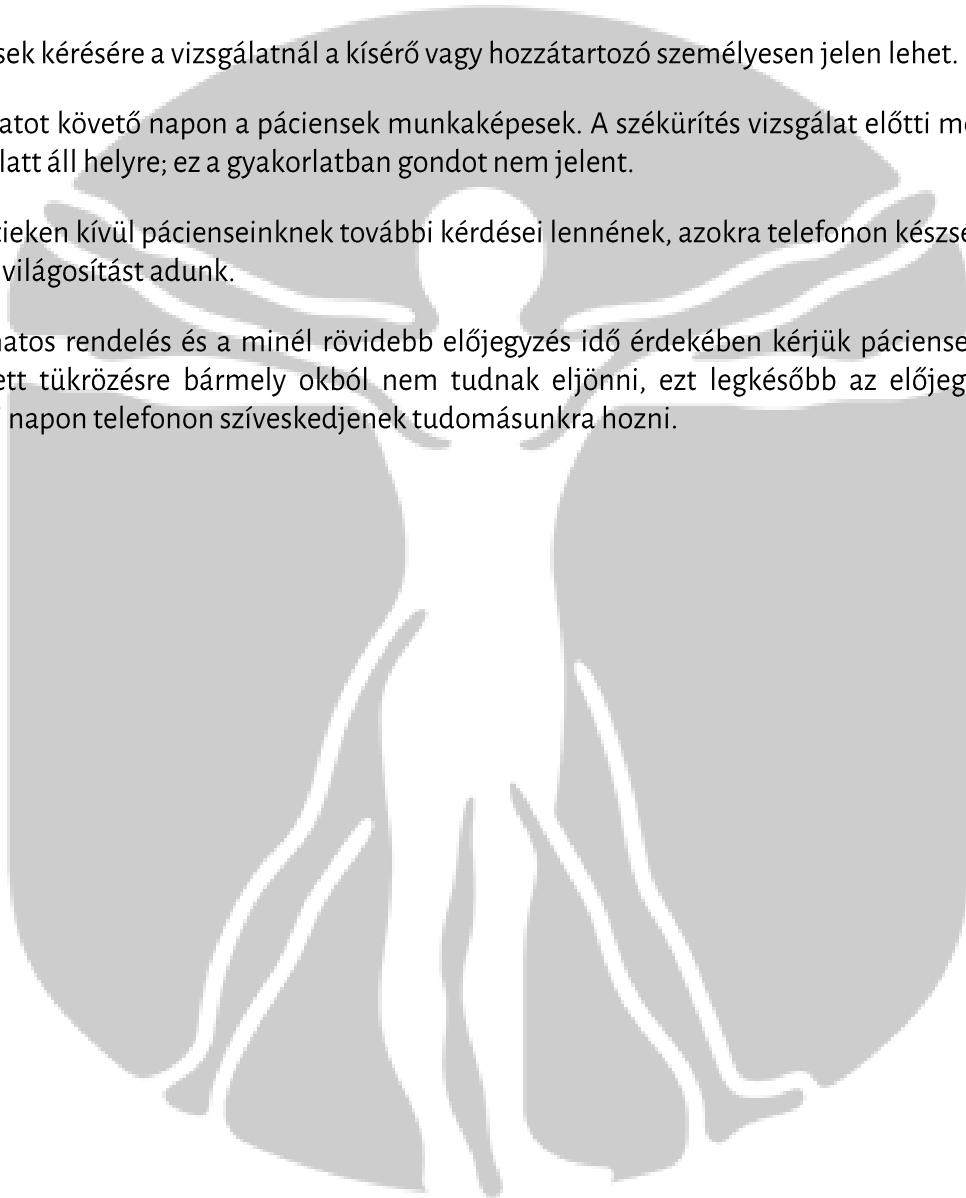 sek kérésére a vizsgálatnál a kísérő vagy hozzátartozó személyesen jelen lehet.
atot követő napon a páciensek munkaképesek. A székürítés vizsgálat előtti
latt áll helyre; ez a gyakorlatban gondot nem jelent.
tieken kívül pácienseinknek további kérdései lennének, azokra telefonon készsé
világosítást adunk.
natos rendelés és a minél rövidebb előjegyzés idő érdekében kérjük páciense
ett tükrözésre bármely okból nem tudnak eljönni, ezt legkésőbb az előjeg
napon telefonon szíveskedjenek tudomásunkra hozni.